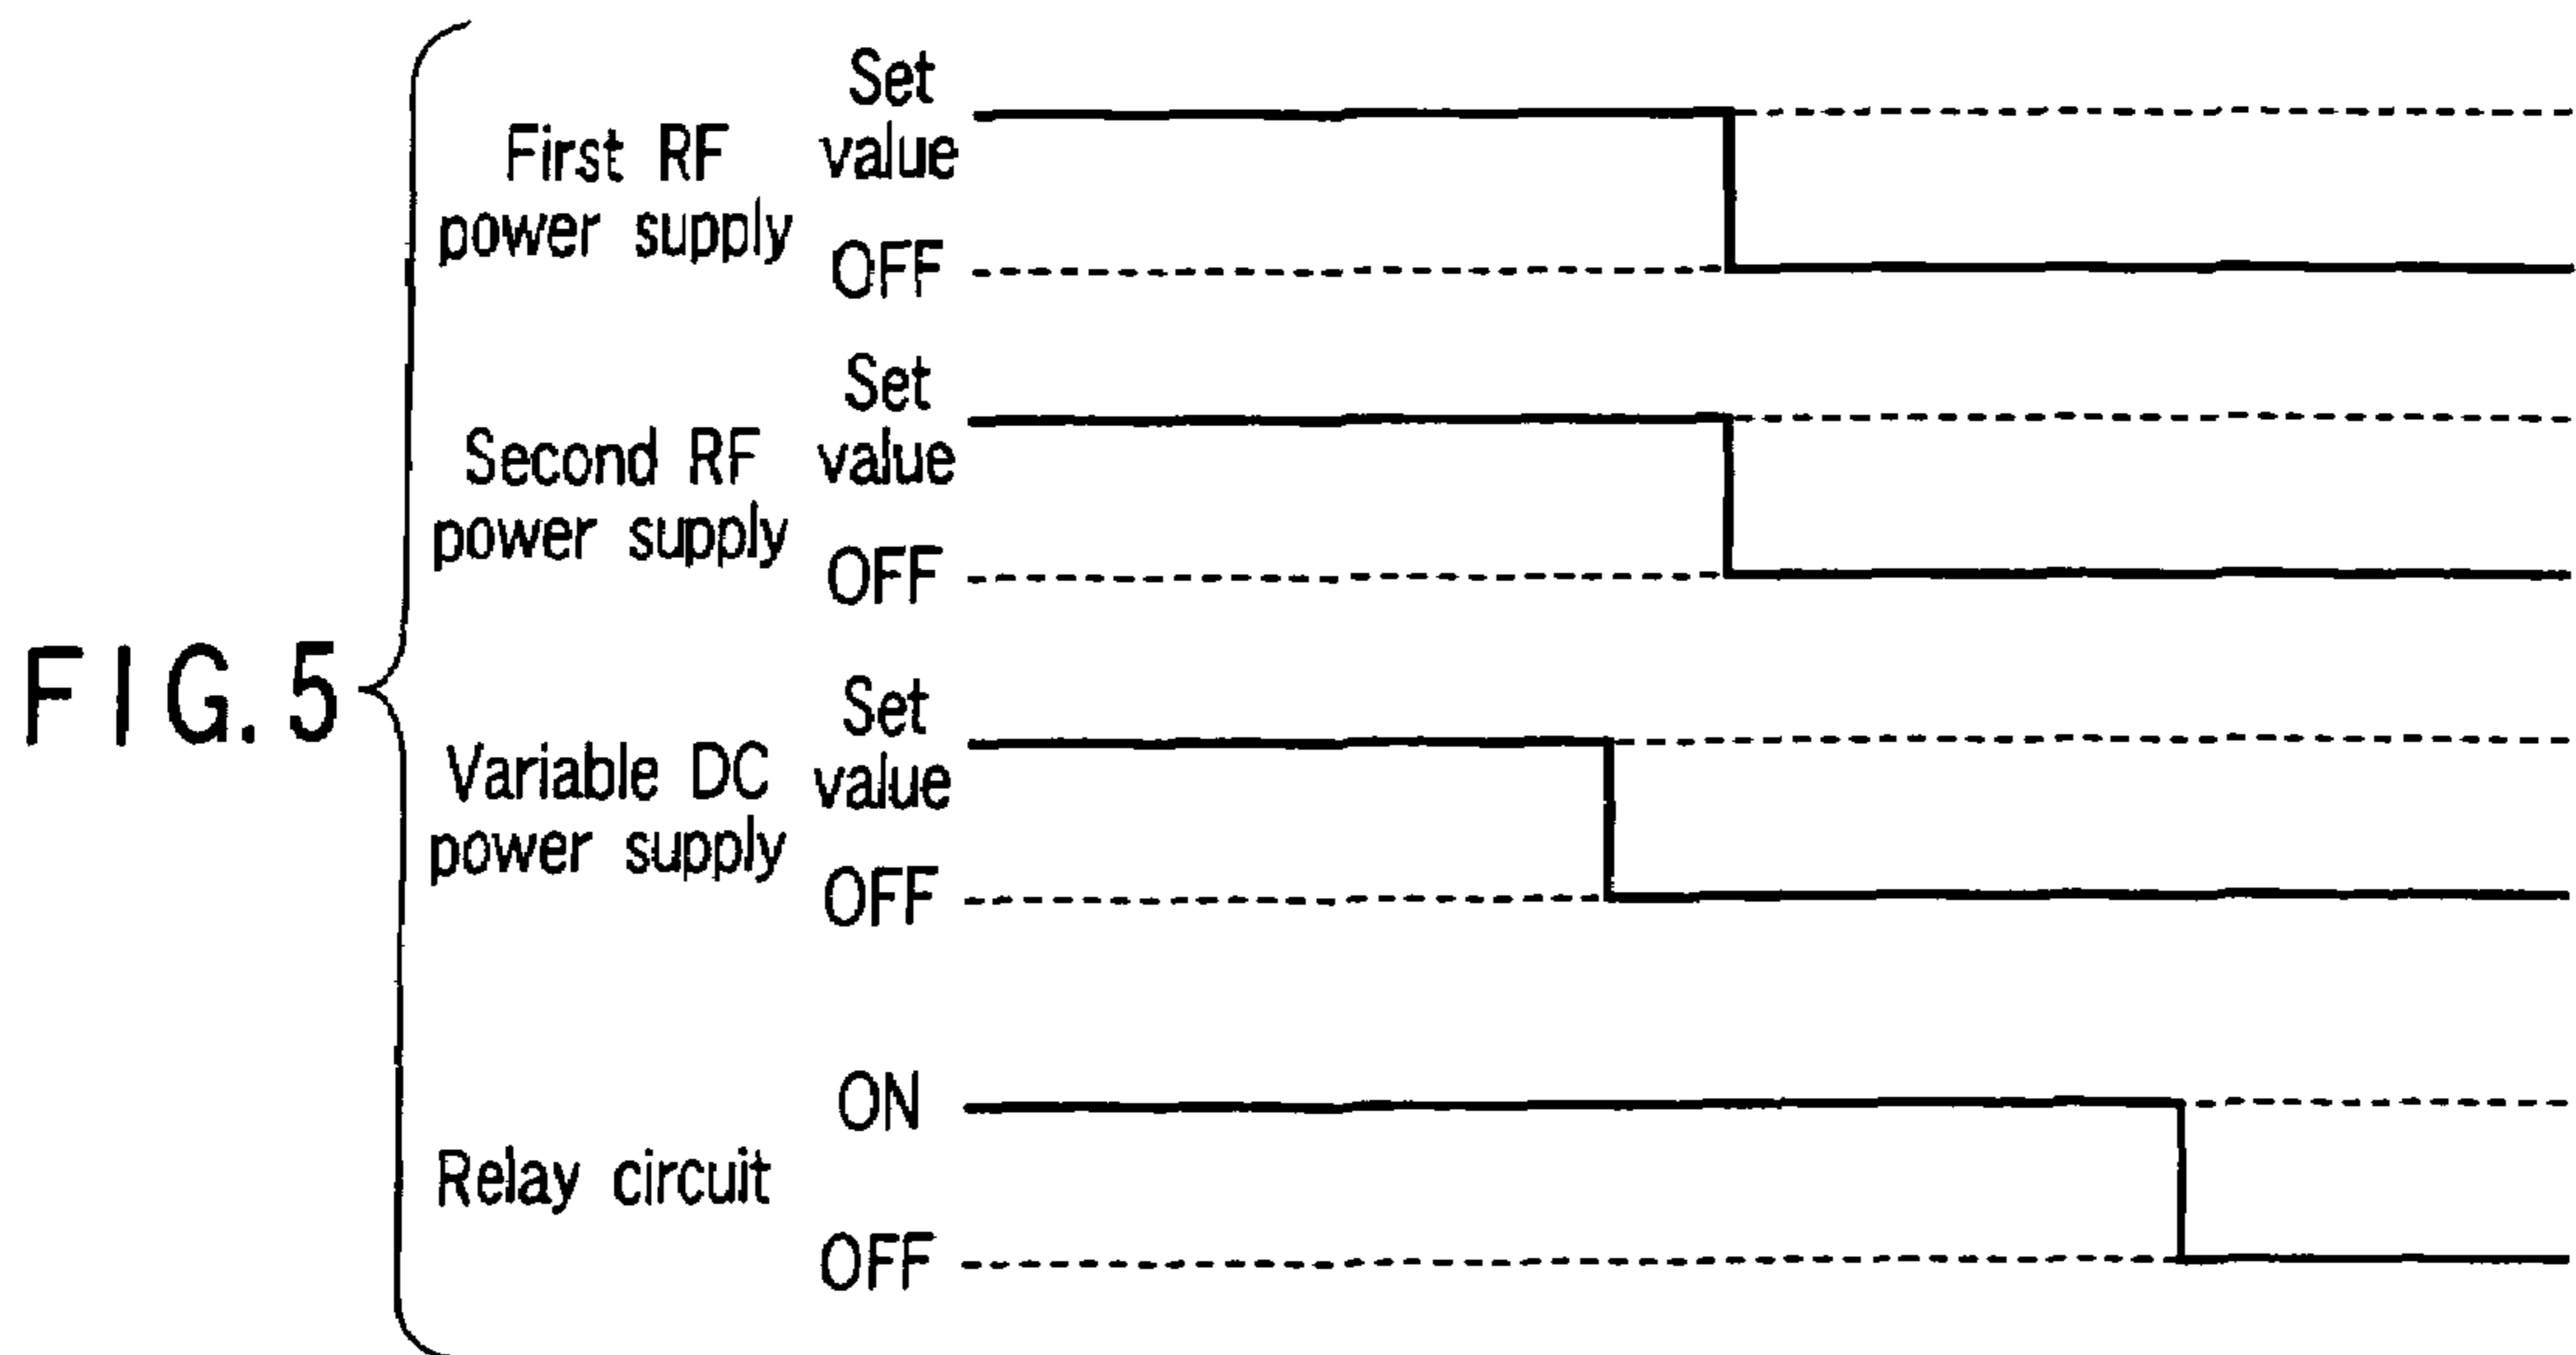 FIG. 5
First RF
power supply
Set
value
OFF
Second RF
power supply
Set
value
OFF
Variable DC
power supply
Set
value
OFF
Relay circuit
ON
OFF